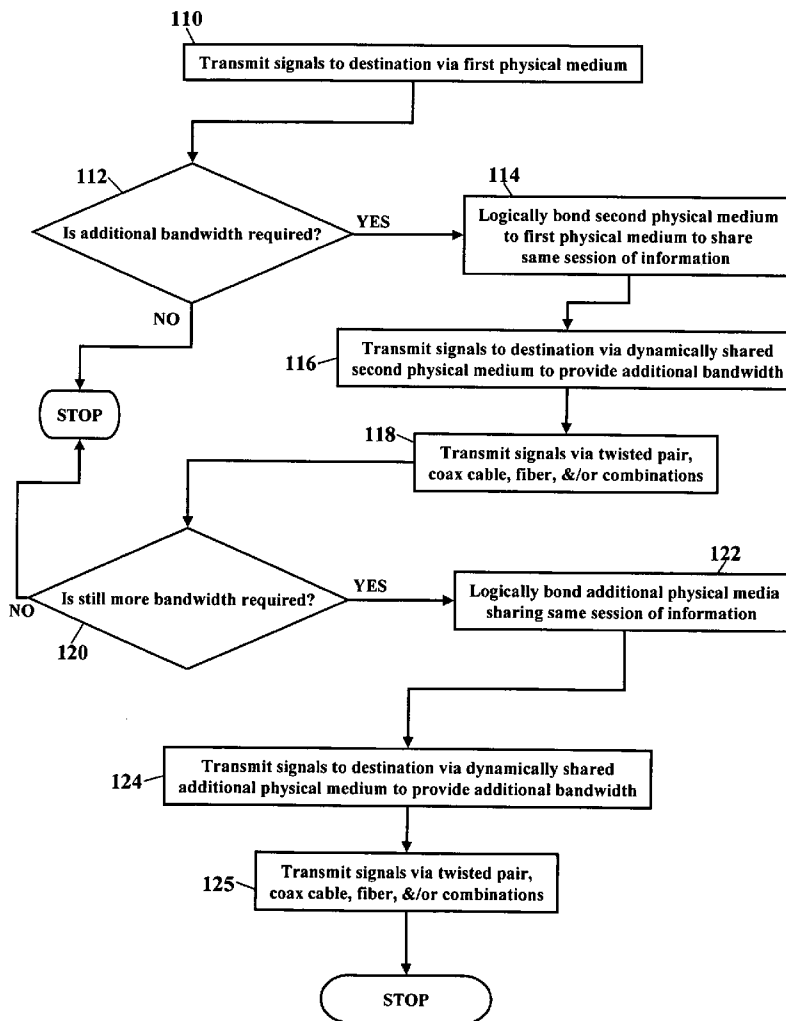 110
Transmit signals to destination via first physical medium
112
Is additional bandwidth required?
YES
114
Logically bond second physical medium
to first physical medium to share
same session of information
NO
116
Transmit signals to destination via dynamically shared
second physical medium to provide additional bandwidth
STOP
118
Transmit signals via twisted pair,
coax cable, fiber, &/or combinations
NO
Is still more bandwidth required?
120
YES
122
Logically bond additional physical media
sharing same session of information
124
Transmit signals to destination via dynamically shared
additional physical medium to provide additional bandwidth
125
Transmit signals via twisted pair,
coax cable, fiber, &/or combinations
STOP